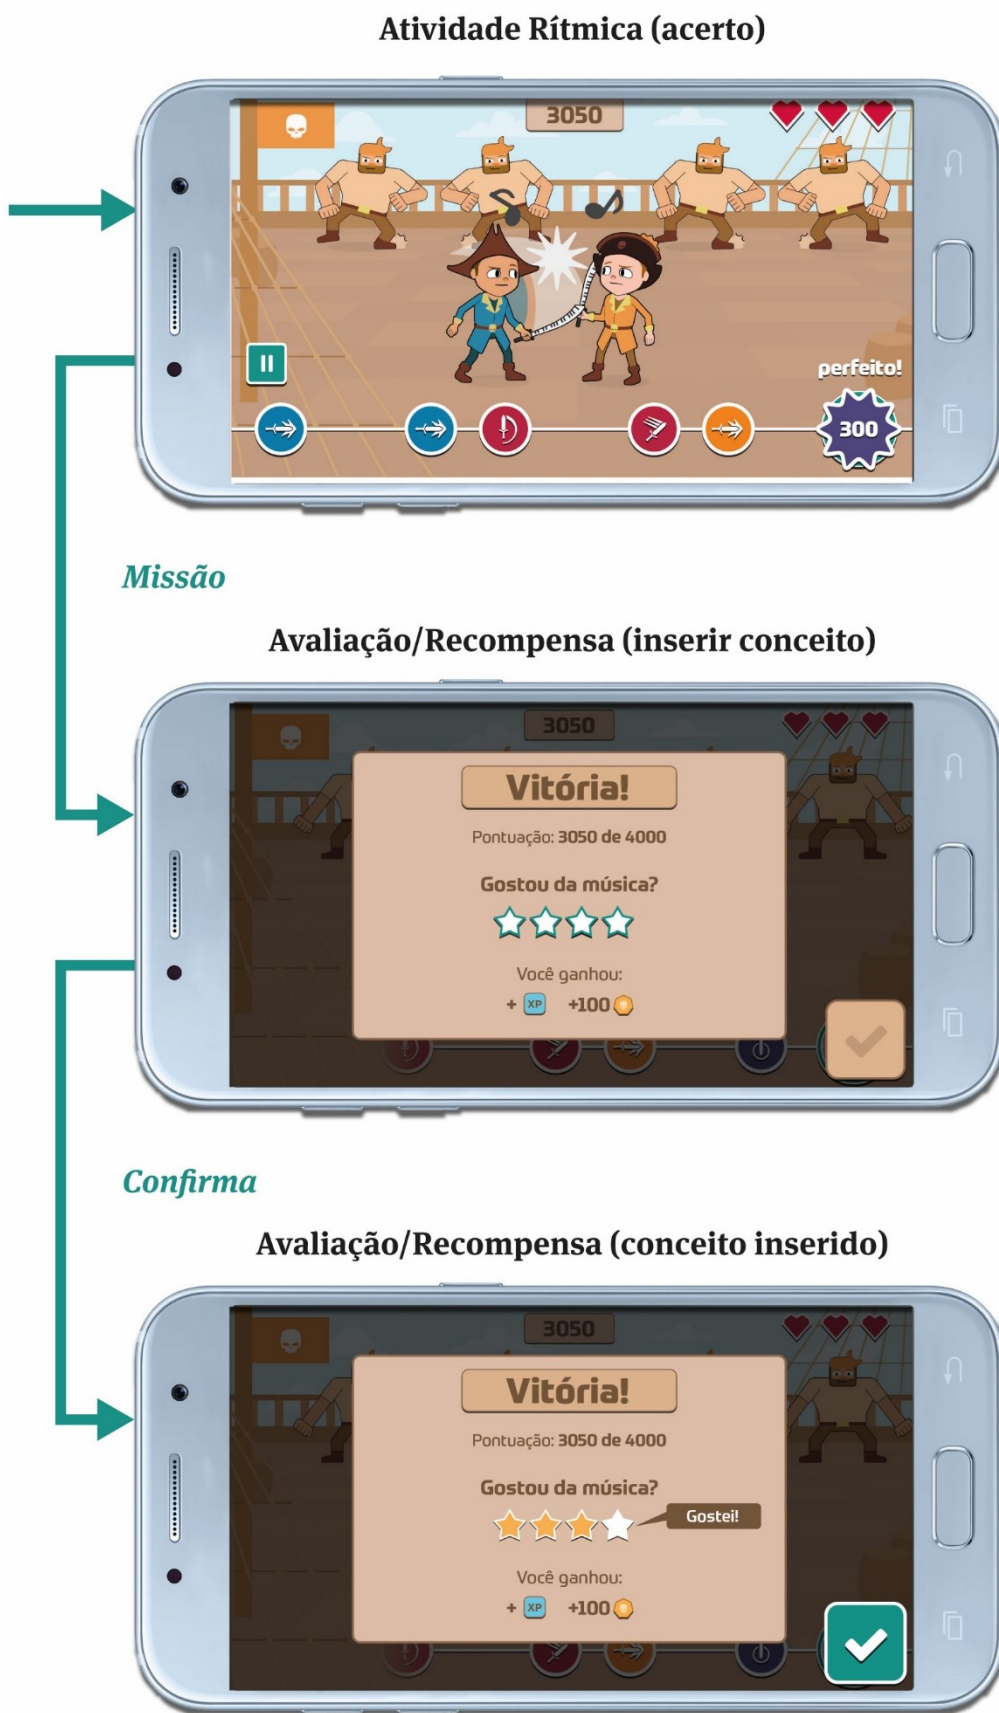 Atividade Rítmica (acerto)
3050
perfeito!
300
Missão
Avaliação/Recompensa (inserir conceito)
3050
Vitória!
Pontuação: 3050 de 4000
Gostou da música?
Você ganhou:
+ XP +100
Confirma
Avaliação/Recompensa (conceito inserido)
3050
Vitória!
Pontuação: 3050 de 4000
Gostou da música?
Gostei!
Você ganhou:
+ XP +100